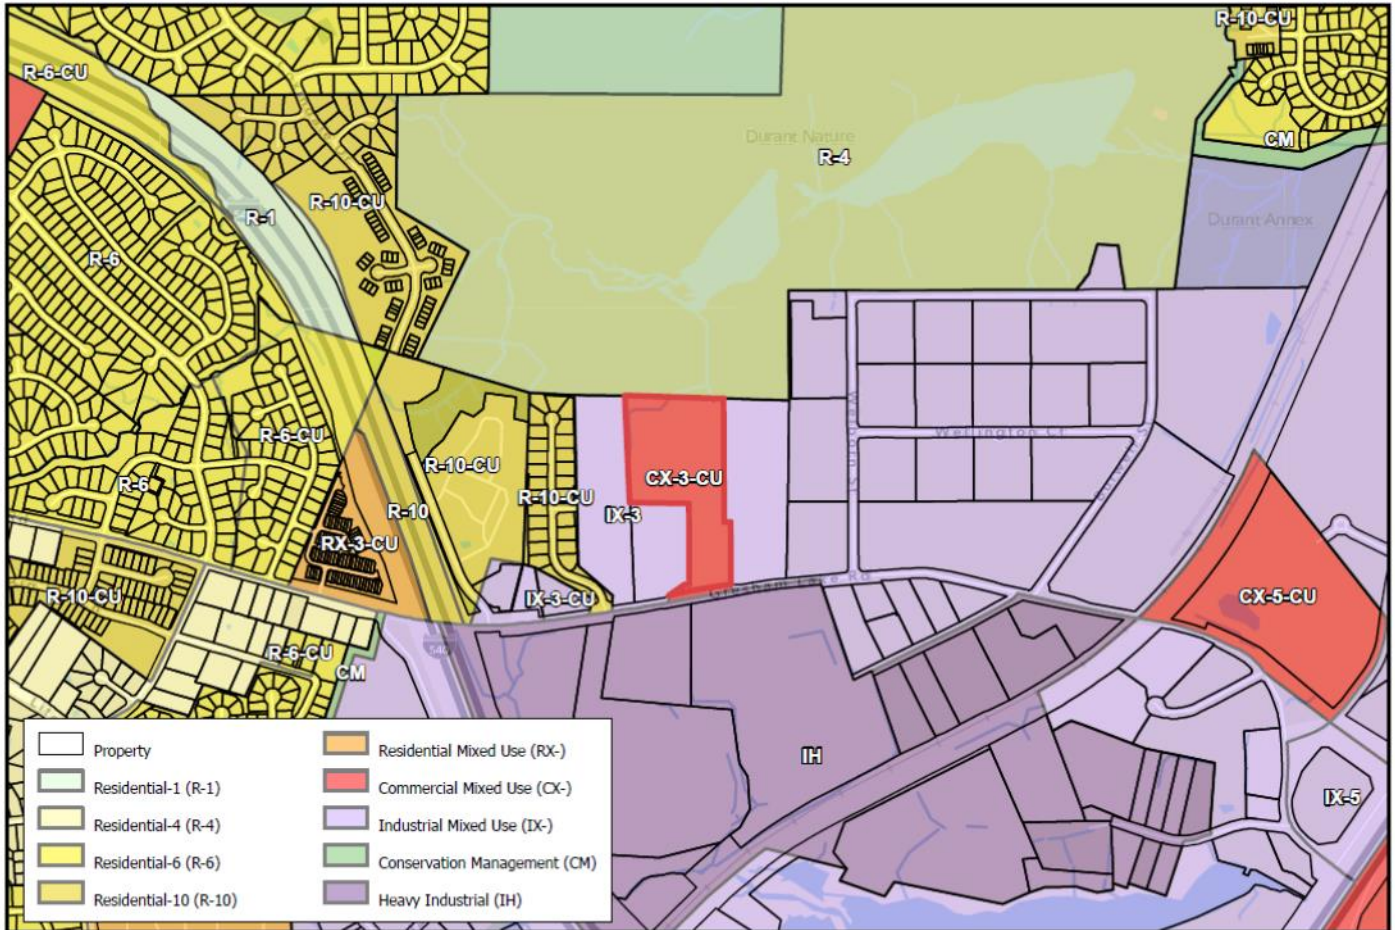 R-10-CU
R-6-CU
Durant Nature
R-4
CM
R-10-CU
R-1
Durant Annex
R-6
R-6-CU
Wellington Ct
R-10-CU
CX-3-CU
R-6
R-10-CU
R-10
IX-3
RX-3-CU
Gresham Lake Rd
R-10-CU
IX-3-CU
CX-5-CU
540
R-6-CU
CM
IH
IX-5
Property
Residential-1 (R-1)
Residential-4 (R-4)
Residential-6 (R-6)
Residential-10 (R-10)
Residential Mixed Use (RX-)
Commercial Mixed Use (CX-)
Industrial Mixed Use (IX-)
Conservation Management (CM)
Heavy Industrial (IH)